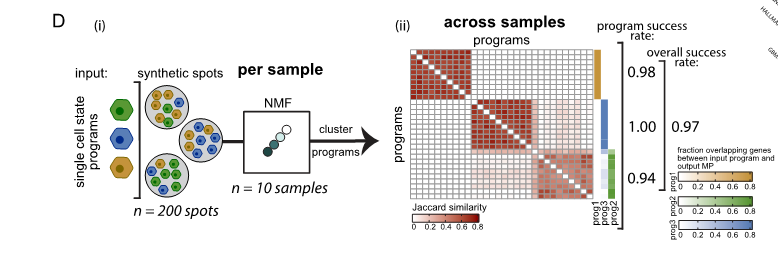 D
(i)
input:
single cell state
programs
synthetic spots
n = 200 spots
per sample
NMF
n = 10 samples
cluster
programs
(ii)
across samples
programs
programs
Jaccard similarity
0 0.2 0.4 0.6 0.8
prog1
prog3
prog2
program success
rate:
0.98
1.00
0.94
overall success
rate:
0.97
fraction overlapping genes
between input program and
output MP
prog1
0 0.2 0.4 0.6 0.8
prog2
0 0.2 0.4 0.6 0.8
prog3
0 0.2 0.4 0.6 0.8